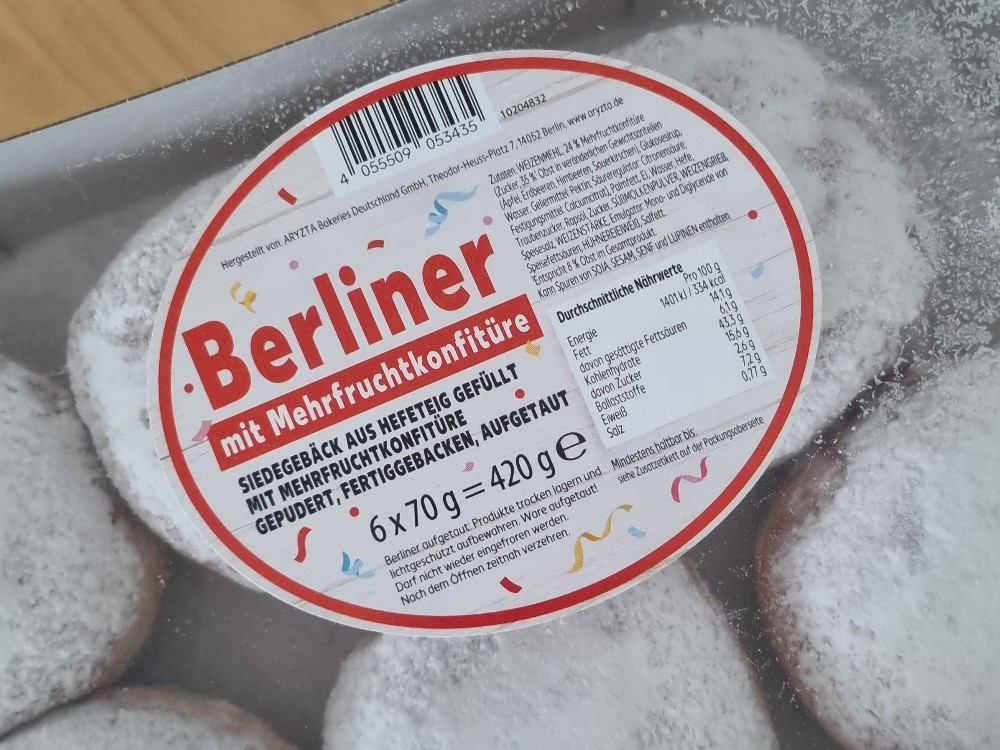 4 055509 053435
10204832
Hergestellt von: ARYZTA Bakeries Deutschland GmbH, Theodor-Heuss-Platz 7, 14052 Berlin, www.aryzta.de
Berliner
mit Mehrfruchtkonfitüre
SIEDEGEBÄCK AUS HEFETEIG GEFÜLLT
MIT MEHRFRUCHTKONFITÜRE
GEPUDERT, FERTIGGEBACKEN, AUFGETAUT
6 x 70 g = 420 g e
Berliner aufgetaut. Produkte trocken lagern und
lichtgeschützt aufbewahren. Ware aufgetaut!
Darf nicht wieder eingefroren werden.
Nach dem Öffnen zeitnah verzehren.
Zutaten: WEIZENMEHL, 24 % Mehrfruchtkonfitüre
(Zucker, 35 % Obst in veränderlichen Gewichtsanteilen
(Apfel, Erdbeeren, Himbeeren, Sauerkirschen), Glukosesirup,
Wasser, Geliermittel Pektin, Säureregulator Citronensäure,
Festigungsmittel Calciumcitrat), Palmfett, Ei, Wasser, Hefe,
Traubenzucker, Rapsöl, Zucker, SÜßMOLKENPULVER, WEIZENGRIEß,
Speisesalz, WEIZENSTÄRKE, Emulgator Mono- und Diglyceride von
Speisefettsäuren, HÜHNEREIEIWEIß, Salfett.
Entspricht 8 % Obst im Gesamtprodukt.
Kann Spuren von SOJA, SESAM, SENF und LUPINEN enthalten.
Durchschnittliche Nährwerte Pro 100 g
Energie 1401 kJ / 334 kcal
Fett 14,1 g
davon gesättigte Fettsäuren 6,1 g
Kohlenhydrate 43,3 g
davon Zucker 15,6 g
Ballaststoffe 2,6 g
Eiweiß 7,2 g
Salz 0,77 g
Mindestens haltbar bis:
siehe Zusatzetikett auf der Packungsoberseite